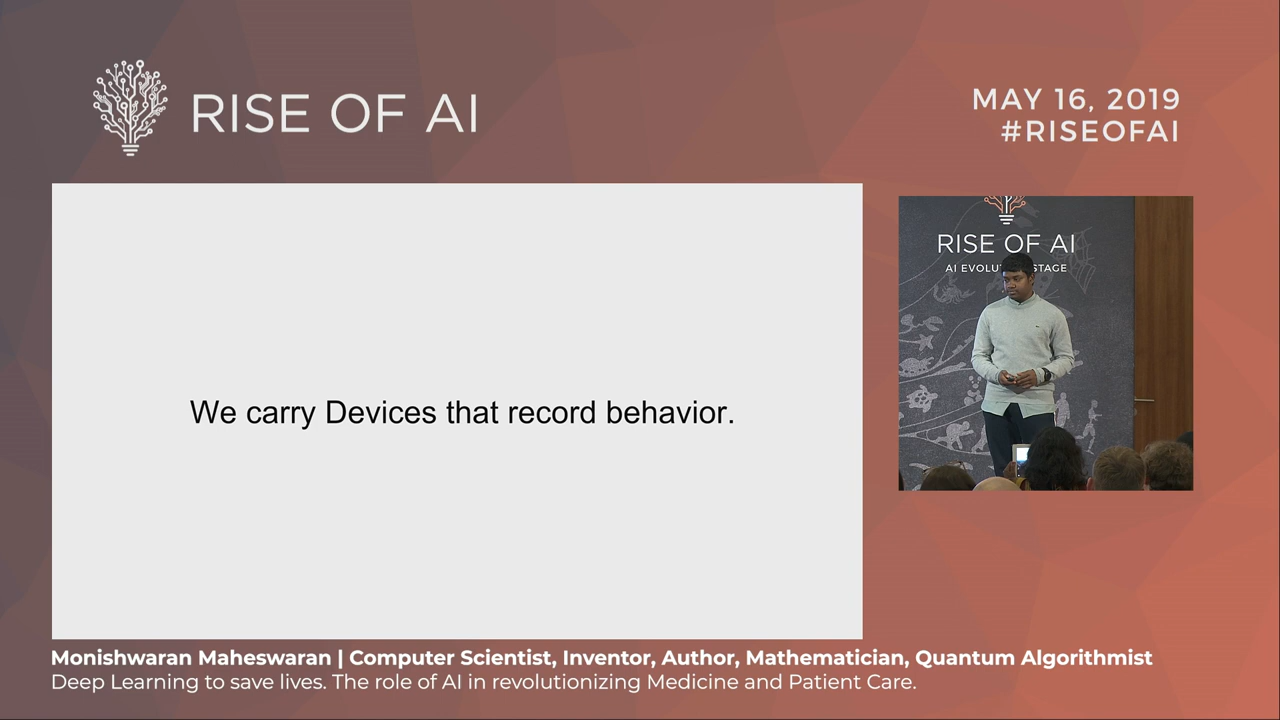 RISE OF AI
MAY 16, 2019
#RISEOFAI
We carry Devices that record behavior.
RISE OF AI
AI EVOLU STAGE
Monishwaran Maheswaran | Computer Scientist, Inventor, Author, Mathematician, Quantum Algorithmist
Deep Learning to save lives. The role of AI in revolutionizing Medicine and Patient Care.